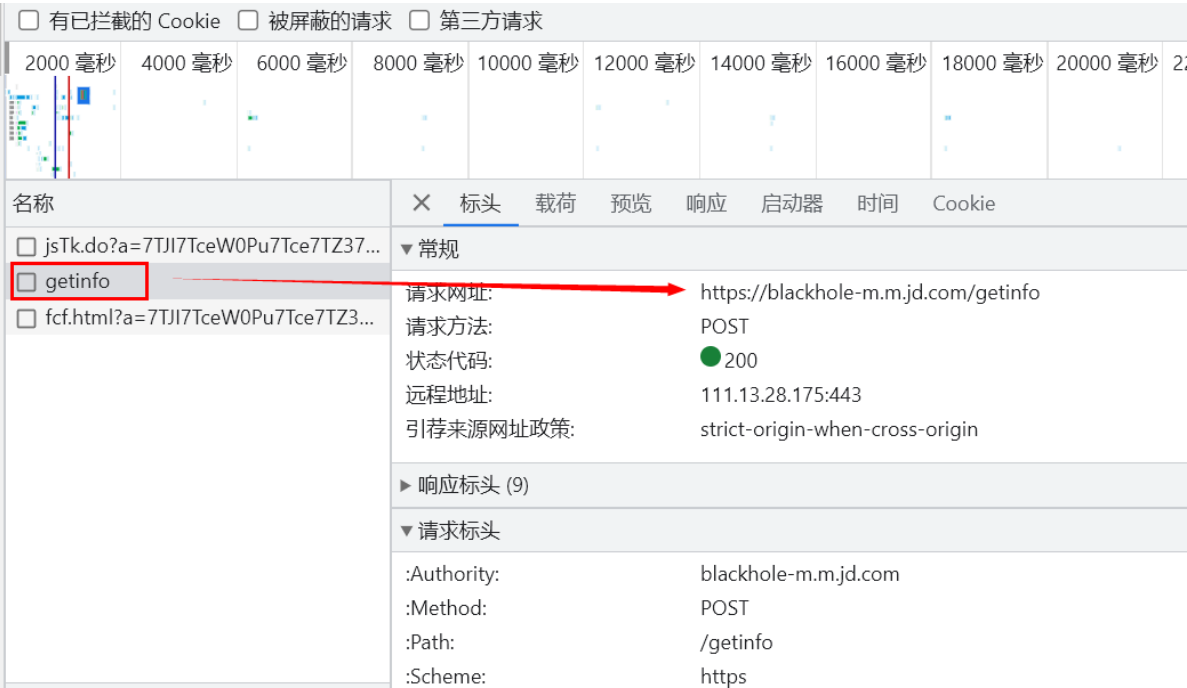 有已拦截的 Cookie 被屏蔽的请求 第三方请求
2000 毫秒 4000 毫秒 6000 毫秒 8000 毫秒 10000 毫秒 12000 毫秒 14000 毫秒 16000 毫秒 18000 毫秒 20000 毫秒 22
名称
标头 载荷 预览 响应 启动器 时间 Cookie
jsTk.do?a=7TJI7TceW0Pu7Tce7TZ37...
getinfo
fcf.html?a=7TJI7TceW0Pu7Tce7TZ3...
常规
请求网址: https://blackhole-m.m.jd.com/getinfo
请求方法: POST
状态代码: 200
远程地址: 111.13.28.175:443
引荐来源网址政策: strict-origin-when-cross-origin
响应标头 (9)
请求标头
:Authority: blackhole-m.m.jd.com
:Method: POST
:Path: /getinfo
:Scheme: https